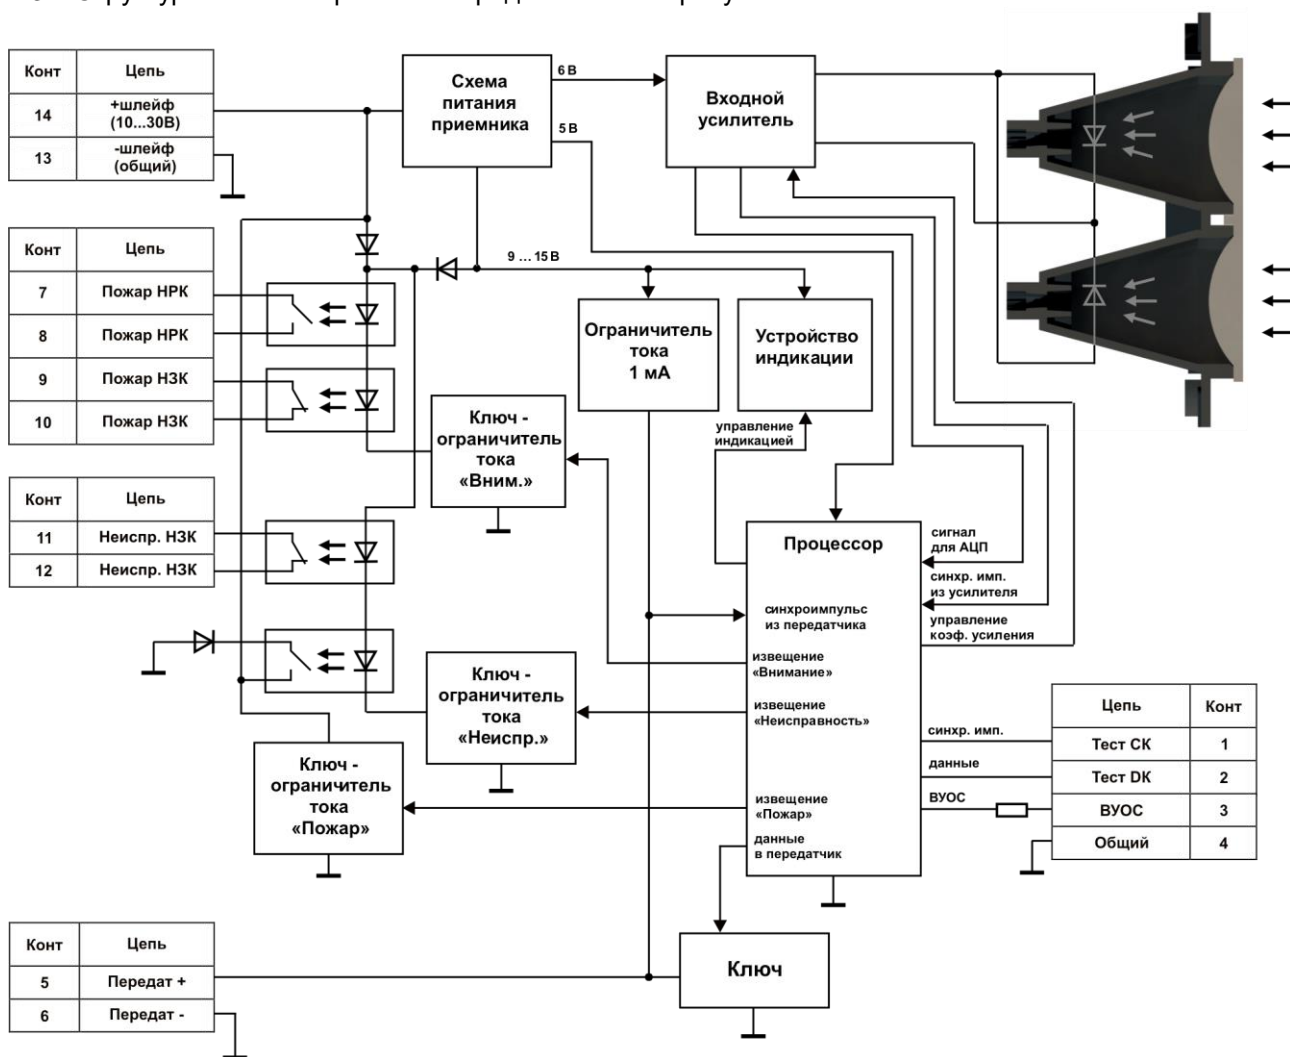 Конт Цепь
14 +шлейф
(10...30В)
13 -шлейф
(общий)
Конт Цепь
7 Пожар НРК
8 Пожар НРК
9 Пожар НЗК
10 Пожар НЗК
Конт Цепь
11 Неиспр. НЗК
12 Неиспр. НЗК
Схема
питания
приемника
6 В
5 В
9 ... 15 В
Входной
усилитель
Ограничитель
тока
1 мА
Устройство
индикации
управление
индикацией
Ключ -
ограничитель
тока
«Вним.»
Процессор
сигнал
для АЦП
синхр. имп.
из усилителя
управление
коэф. усиления
синхроимпульс
из передатчика
извещение
«Внимание»
извещение
«Неисправность»
извещение
«Пожар»
данные
в передатчик
Ключ -
ограничитель
тока
«Неиспр.»
Ключ -
ограничитель
тока
«Пожар»
синхр. имп.
данные
ВУОС
Цепь Конт
Тест СК 1
Тест DК 2
ВУОС 3
Общий 4
Конт Цепь
5 Передат +
6 Передат -
Ключ